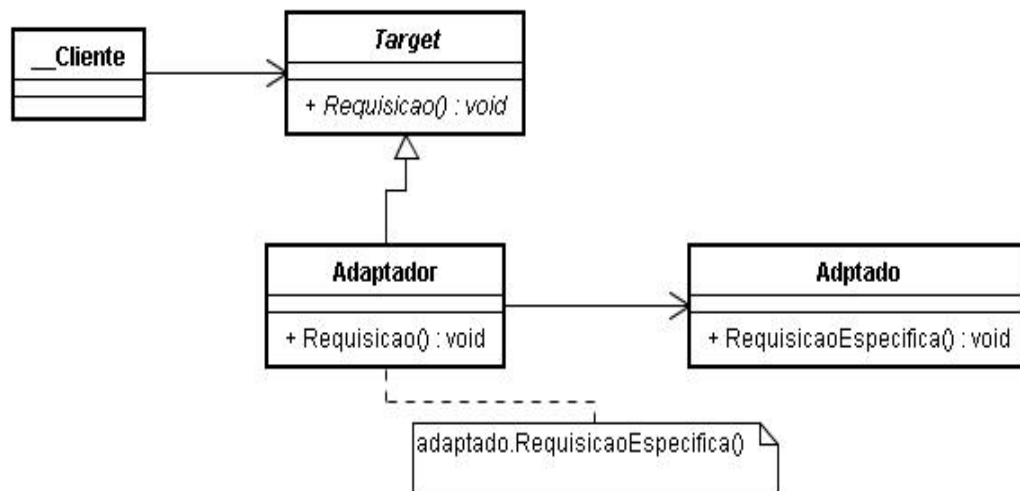 __Cliente
Target
+ Requisicao() : void
Adaptador
+ Requisicao() : void
Adptado
+ RequisicaoEspecifica() : void
adaptado.RequisicaoEspecifica()